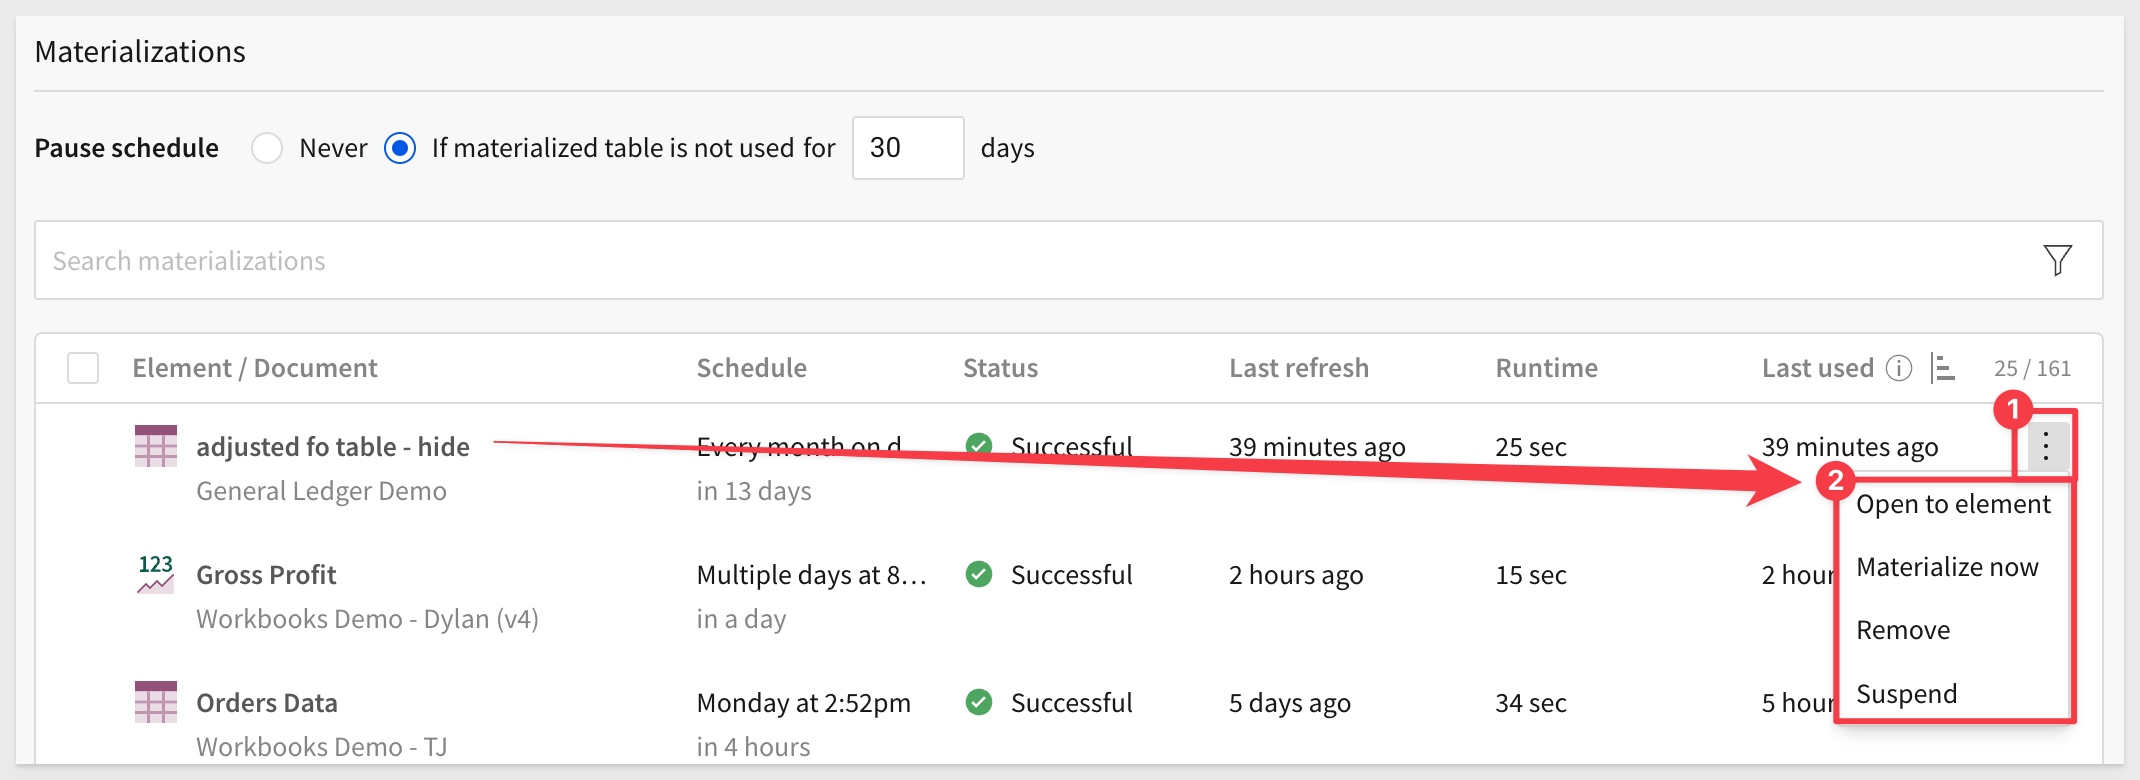 Materializations
Pause schedule Never If materialized table is not used for 30 days
Search materializations
Element / Document Schedule Status Last refresh Runtime Last used 25 / 161
1
adjusted fo table - hide Every month on d Successful 39 minutes ago 25 sec 39 minutes ago
General Ledger Demo in 13 days
2
Open to element
123
Gross Profit Multiple days at 8… Successful 2 hours ago 15 sec 2 hour
Materialize now
Workbooks Demo - Dylan (v4) in a day
Remove
Orders Data Monday at 2:52pm Successful 5 days ago 34 sec 5 hour
Suspend
Workbooks Demo - TJ in 4 hours